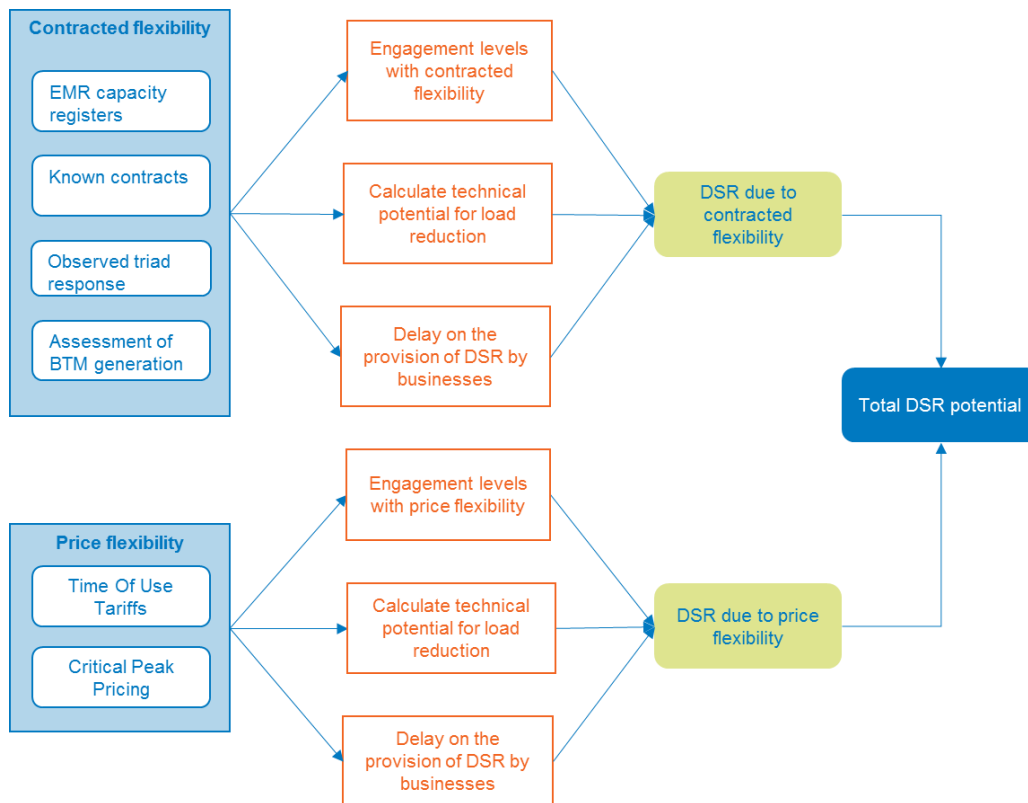 Contracted flexibility
EMR capacity
registers
Known contracts
Observed triad
response
Assessment of
BTM generation
Engagement levels
with contracted
flexibility
Calculate technical
potential for load
reduction
Delay on the
provision of DSR by
businesses
DSR due to
contracted
flexibility
Total DSR potential
Price flexibility
Time Of Use
Tariffs
Critical Peak
Pricing
Engagement levels
with price flexibility
Calculate technical
potential for load
reduction
Delay on the
provision of DSR by
businesses
DSR due to price
flexibility